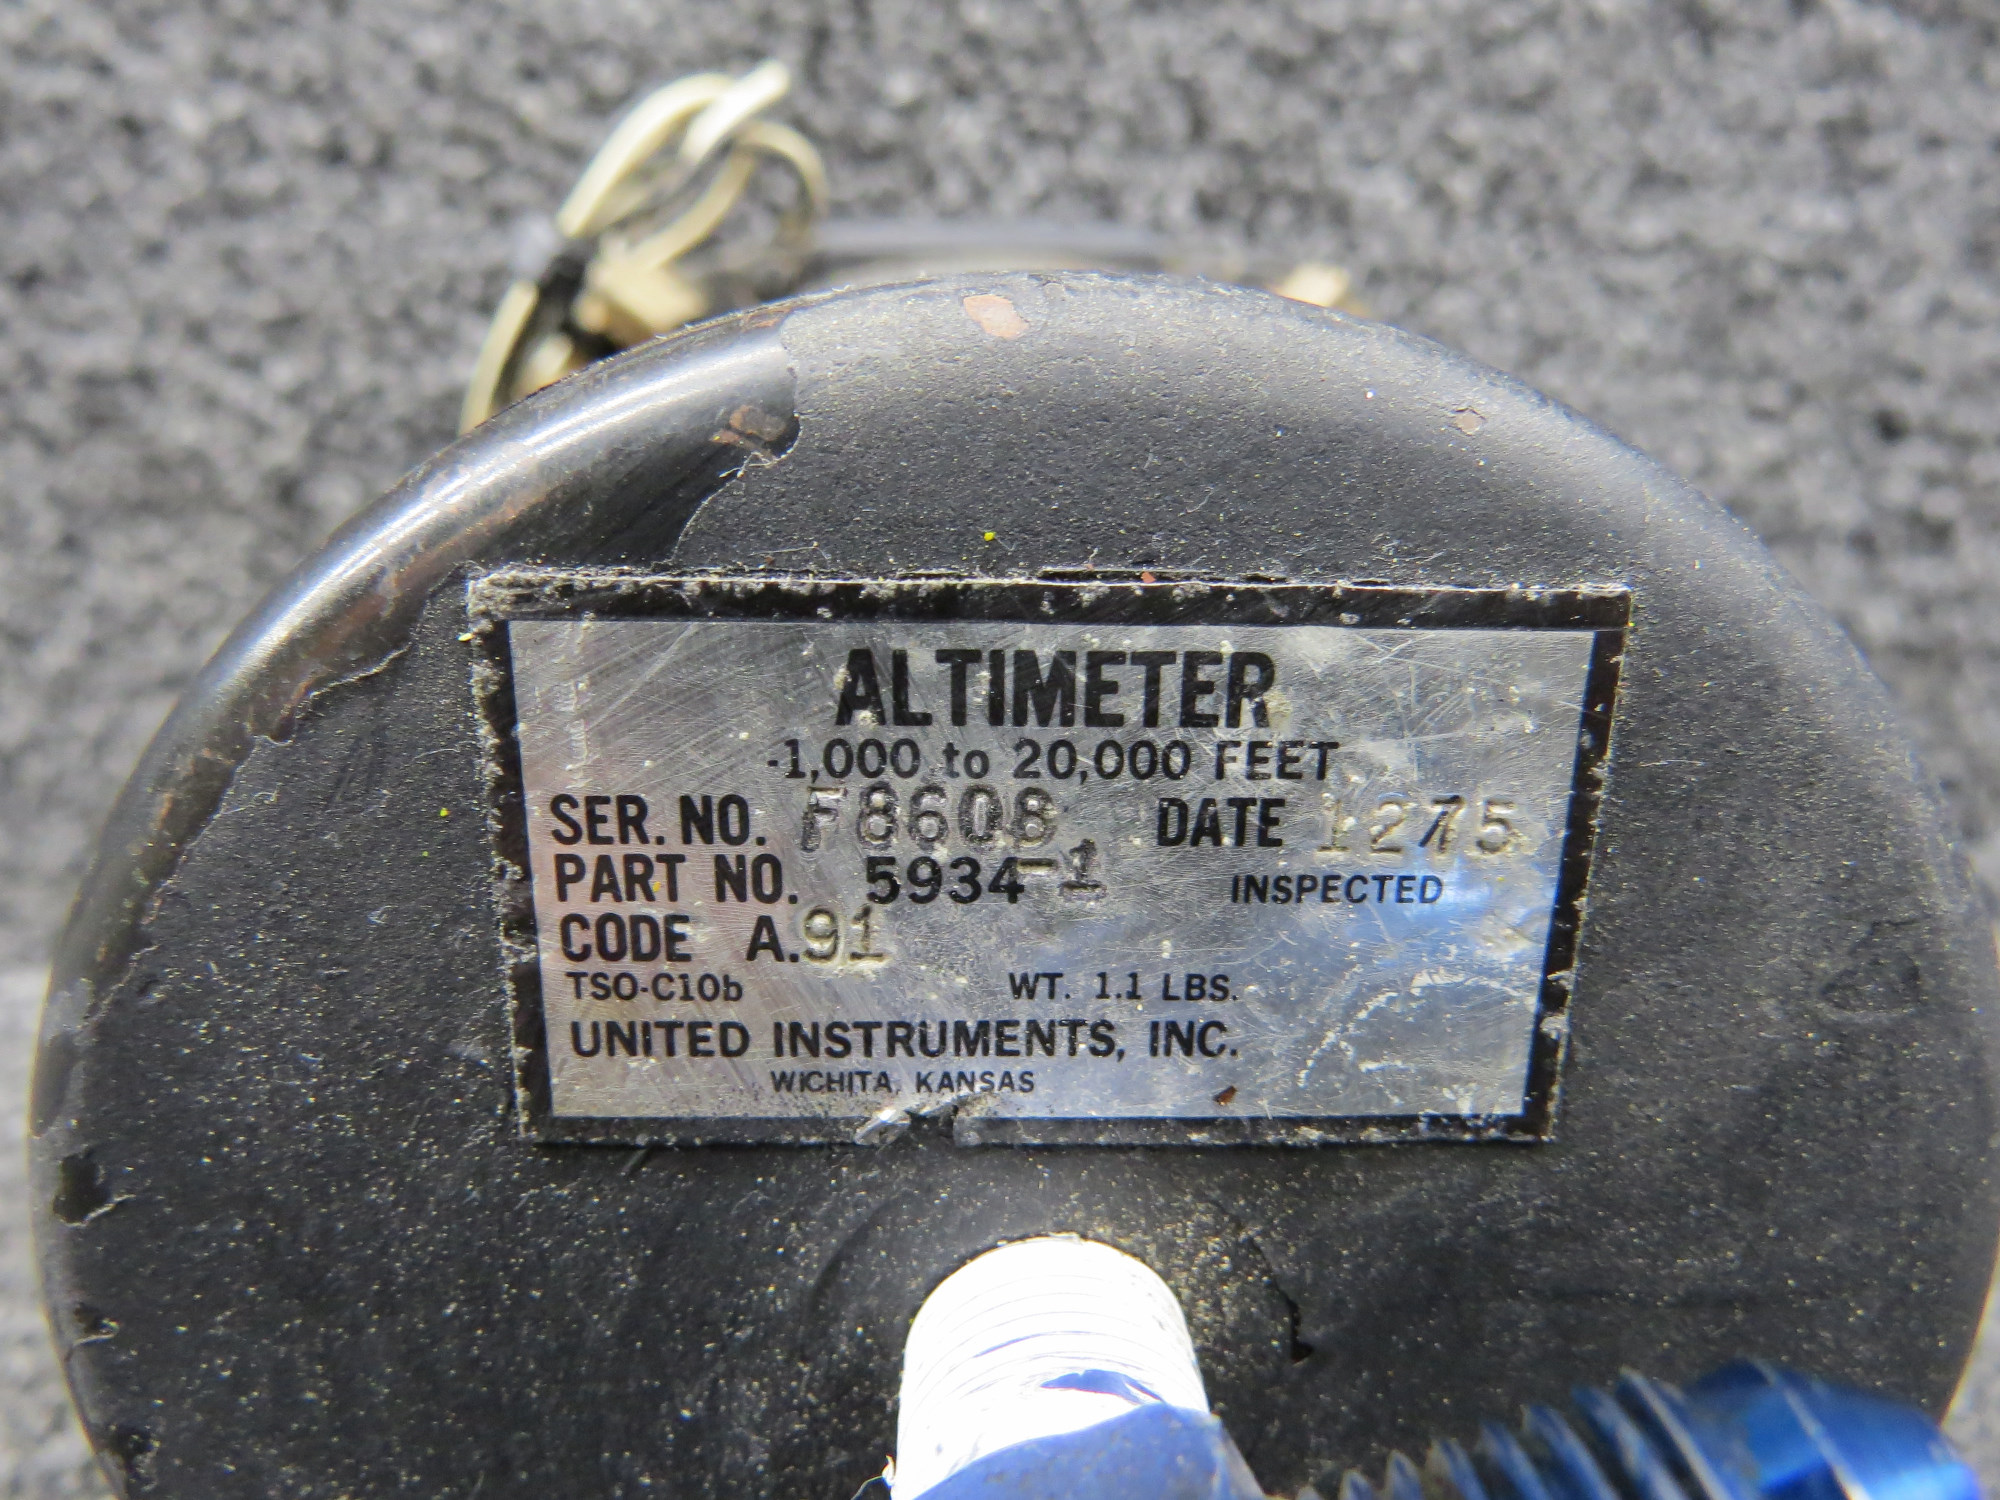 ALTIMETER
-1,000 to 20,000 FEET
SER. NO. F8608 DATE 1275
PART NO. 5934-1 INSPECTED
CODE A.91
TSO-C10b WT. 1.1 LBS.
UNITED INSTRUMENTS, INC.
WICHITA, KANSAS